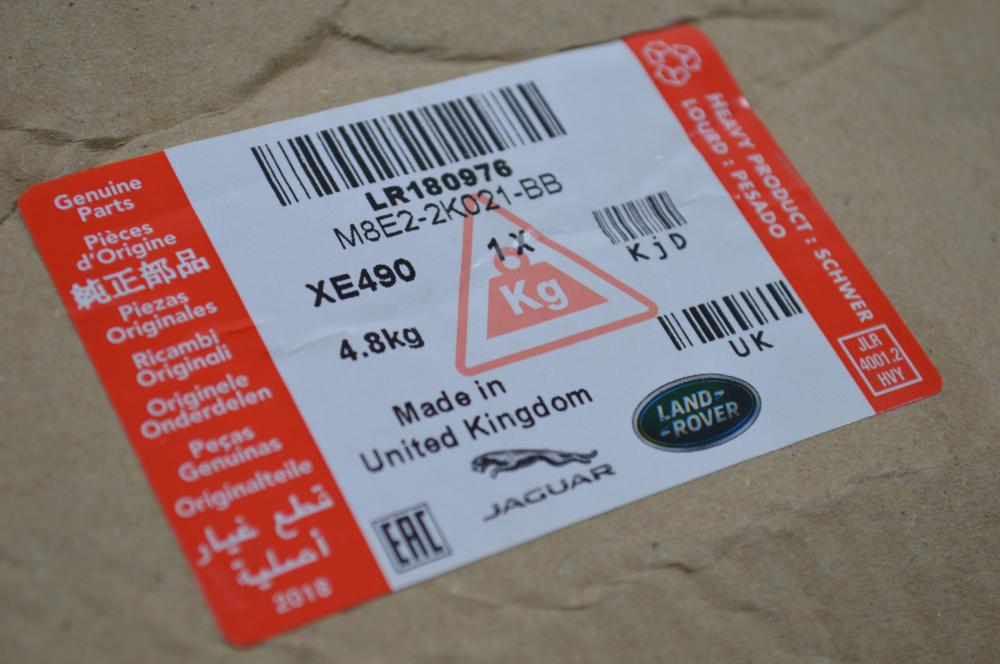 Genuine
Parts
Pièces
d'Origine
純正部品
Piezas
Originales
Ricambi
Originali
Originele
Onderdelen
Peças
Genuinas
Originalteile
قطع غيار
أصلية
2018
LR180976
M8E2-2K021-BB
1 X
XE490
Kg
KjD
4.8kg
UK
Made in
United Kingdom
LAND-
-ROVER
JAGUAR
EAC
HEAVY PRODUCT : SCHWER
LOURD : PESADO
JLR
4001.2
HVY